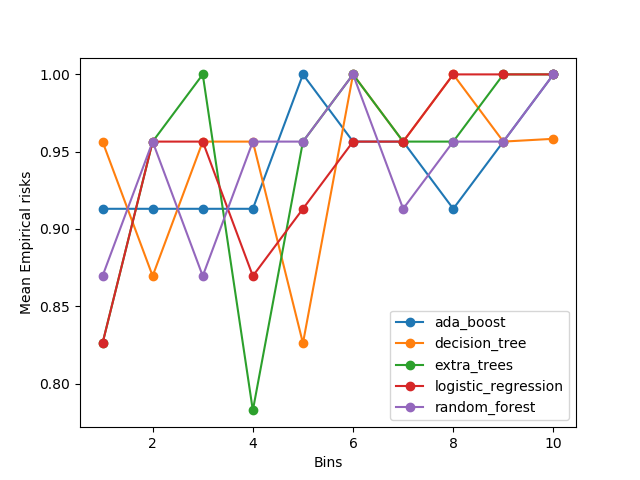 1.00
0.95
0.90
0.85
0.80
Mean Empirical risks
2
4
6
8
10
Bins
ada_boost
decision_tree
extra_trees
logistic_regression
random_forest